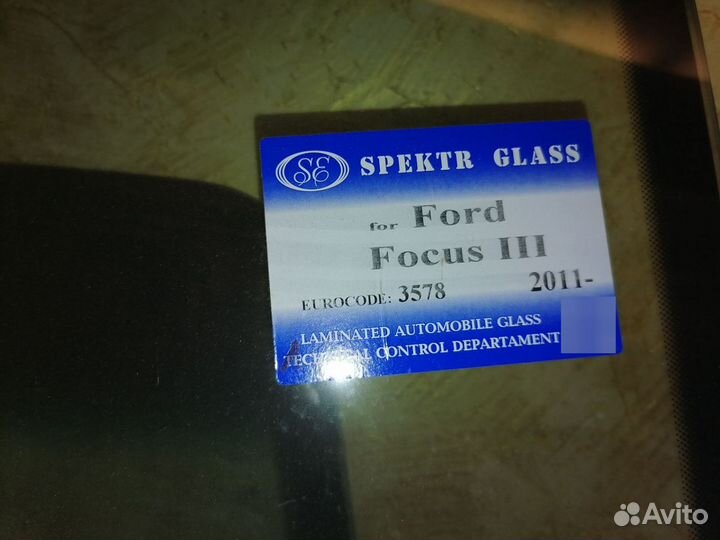 SE SPEKTR GLASS
for Ford
Focus III
2011-
EUROCODE: 3578
LAMINATED AUTOMOBILE GLASS
TECHNICAL CONTROL DEPARTAMENT
Avito